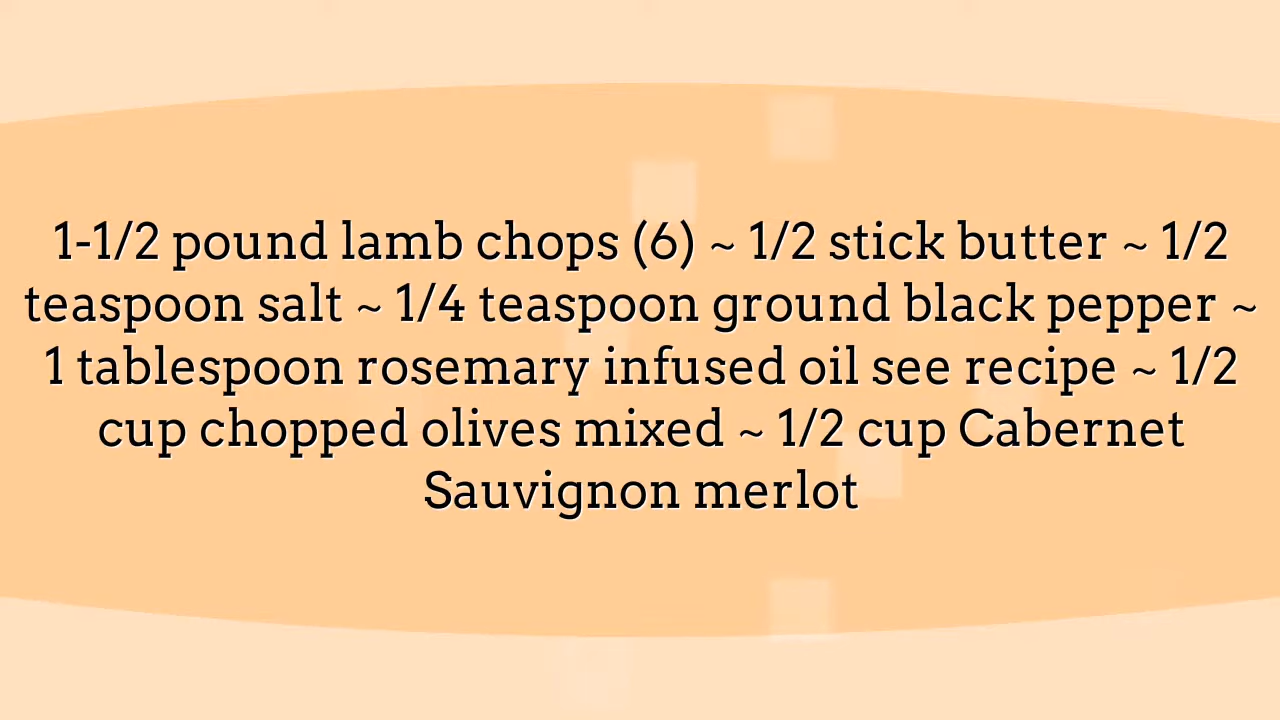 1-1/2 pound lamb chops (6) ~ 1/2 stick butter ~ 1/2
teaspoon salt ~ 1/4 teaspoon ground black pepper ~
1 tablespoon rosemary infused oil see recipe ~ 1/2
cup chopped olives mixed ~ 1/2 cup Cabernet
Sauvignon merlot